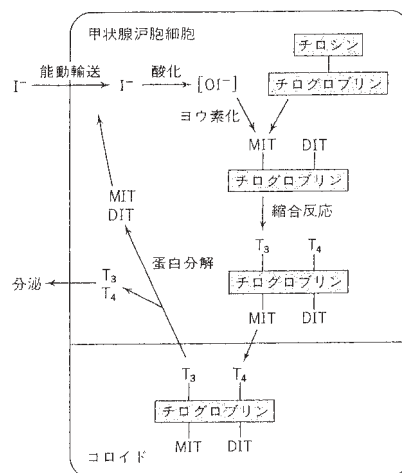 甲状腺沪胞細胞
チロシン
能動輸送
酸化
I⁻
I⁻
[OI⁻]
チログロブリン
ヨウ素化
MIT
DIT
チログロブリン
MIT
DIT
縮合反応
T₃
T₄
蛋白分解
分泌
T₃
T₄
チログロブリン
MIT
DIT
T₃
T₄
チログロブリン
MIT
DIT
コロイド